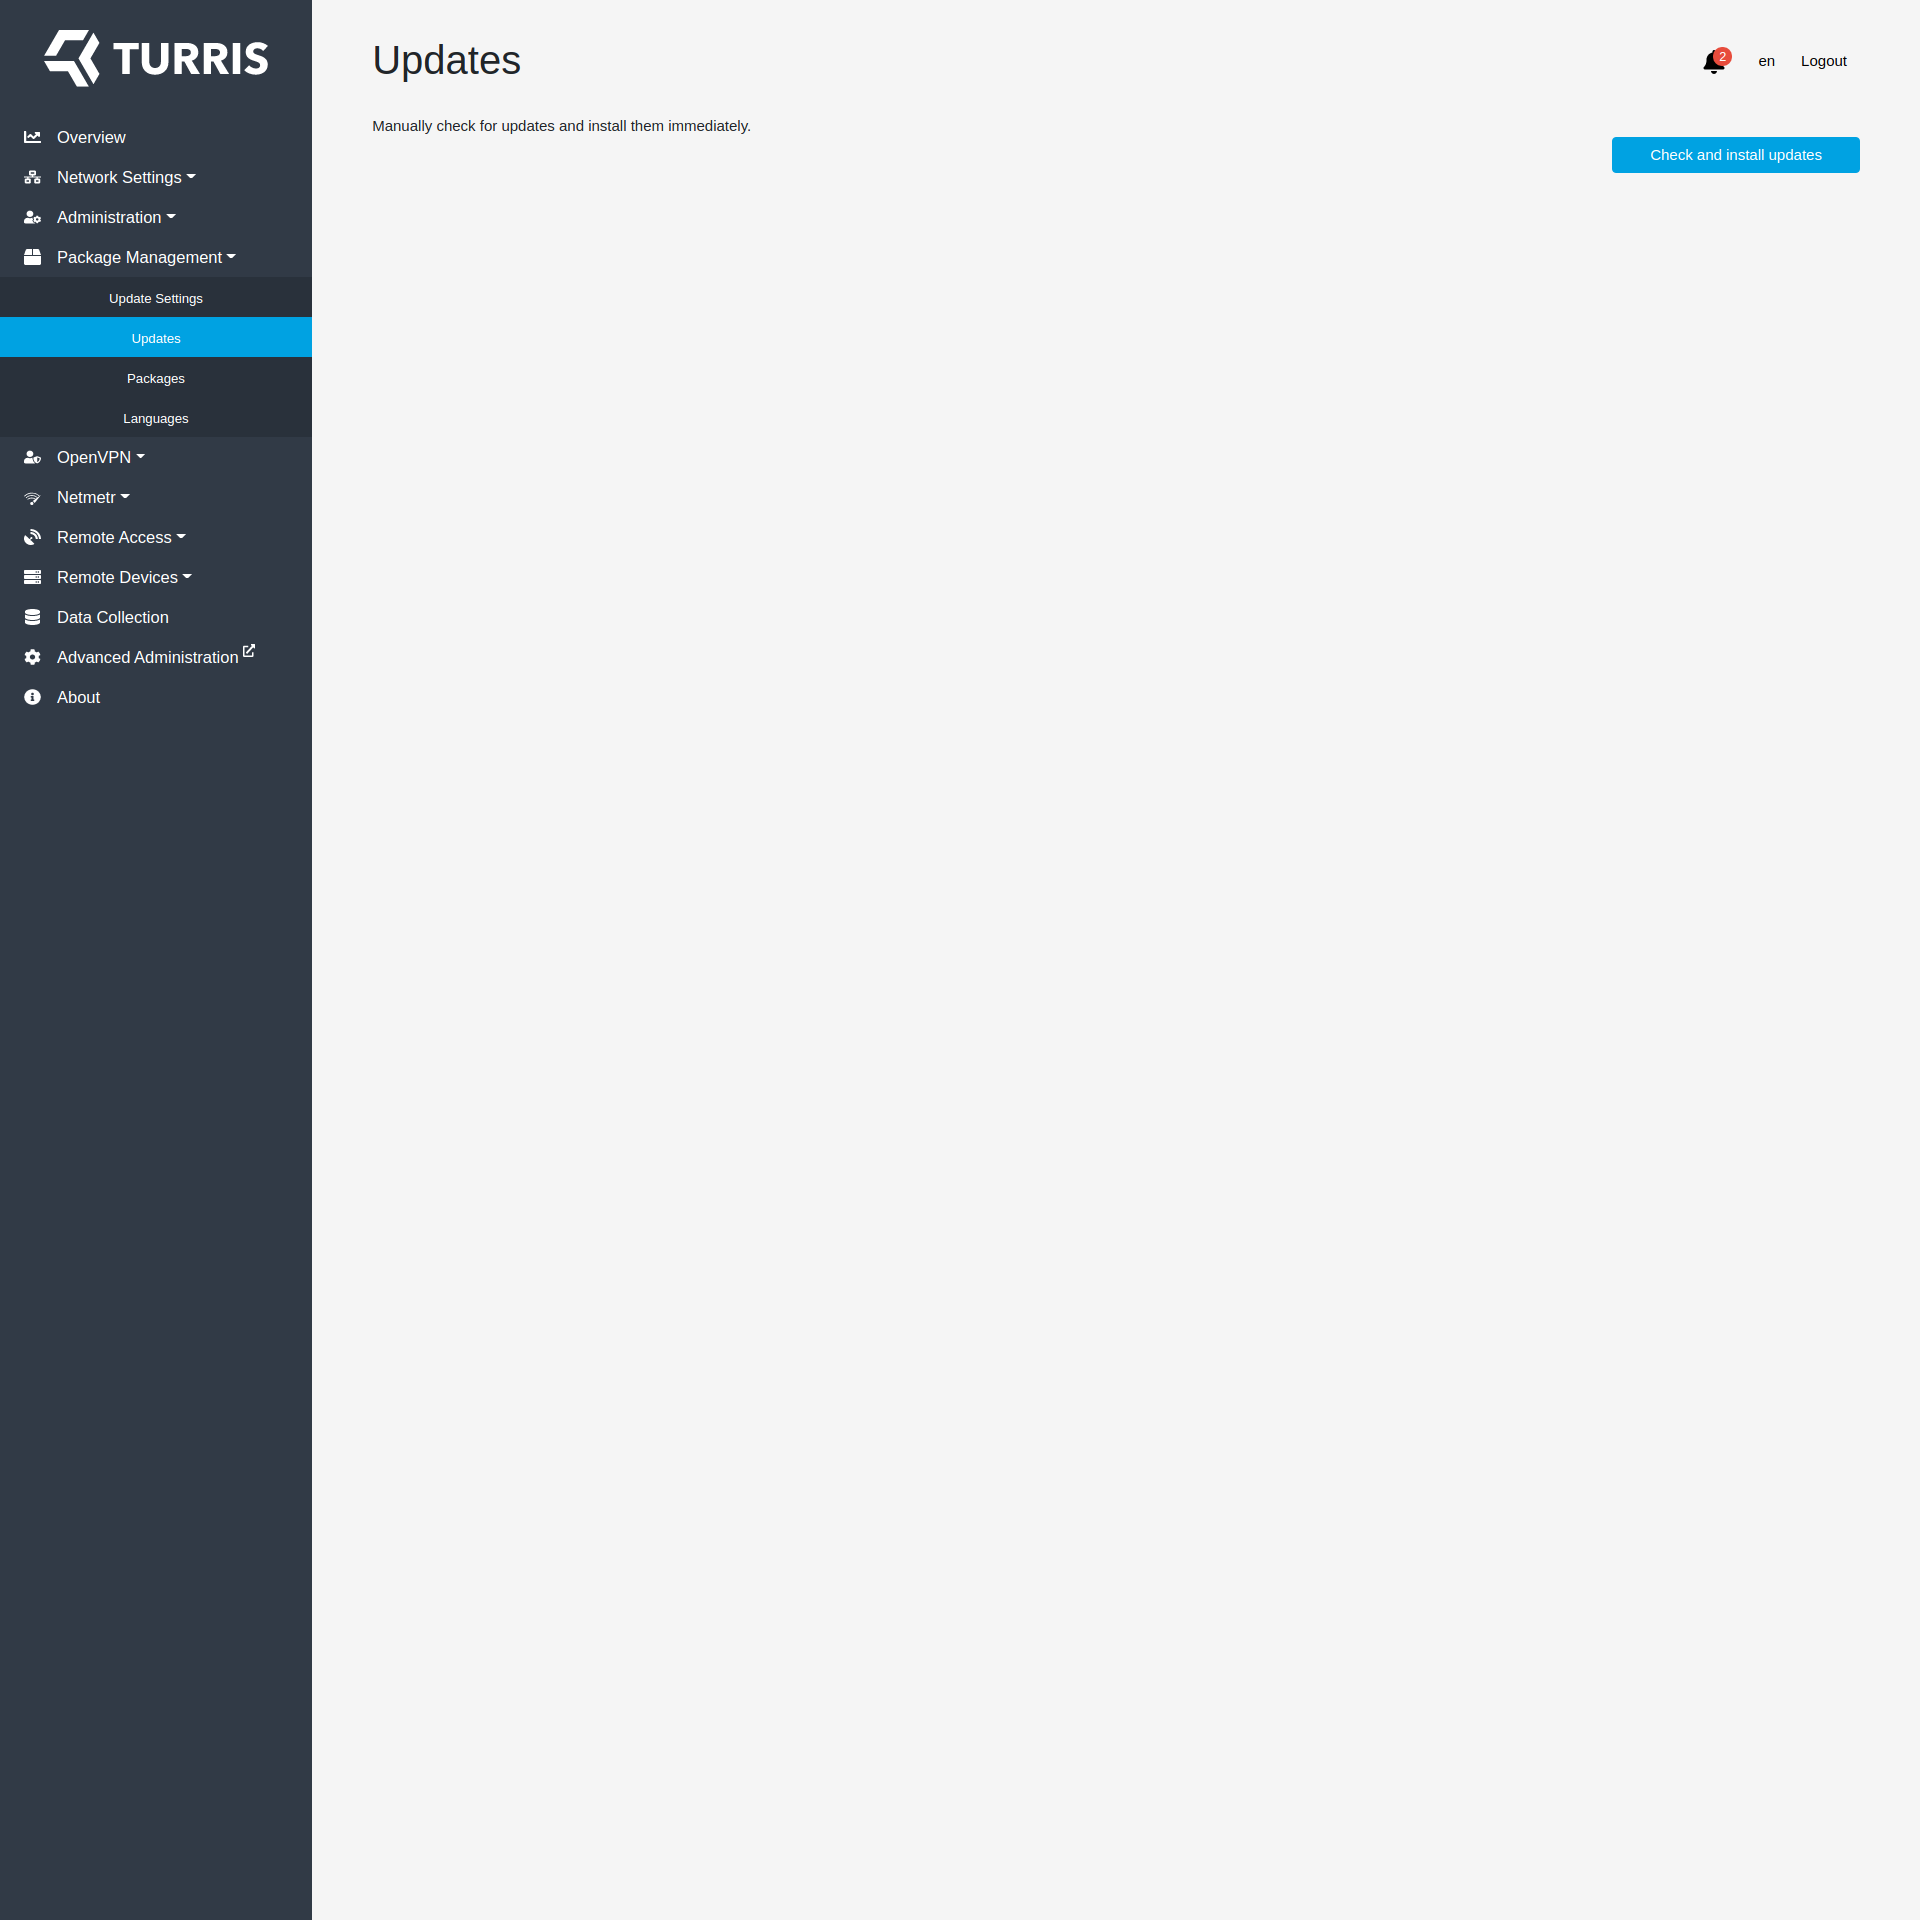 TURRIS
Overview
Network Settings
Administration
Package Management
Update Settings
Updates
Packages
Languages
OpenVPN
Netmetr
Remote Access
Remote Devices
Data Collection
Advanced Administration
About
Updates
2
en
Logout
Manually check for updates and install them immediately.
Check and install updates